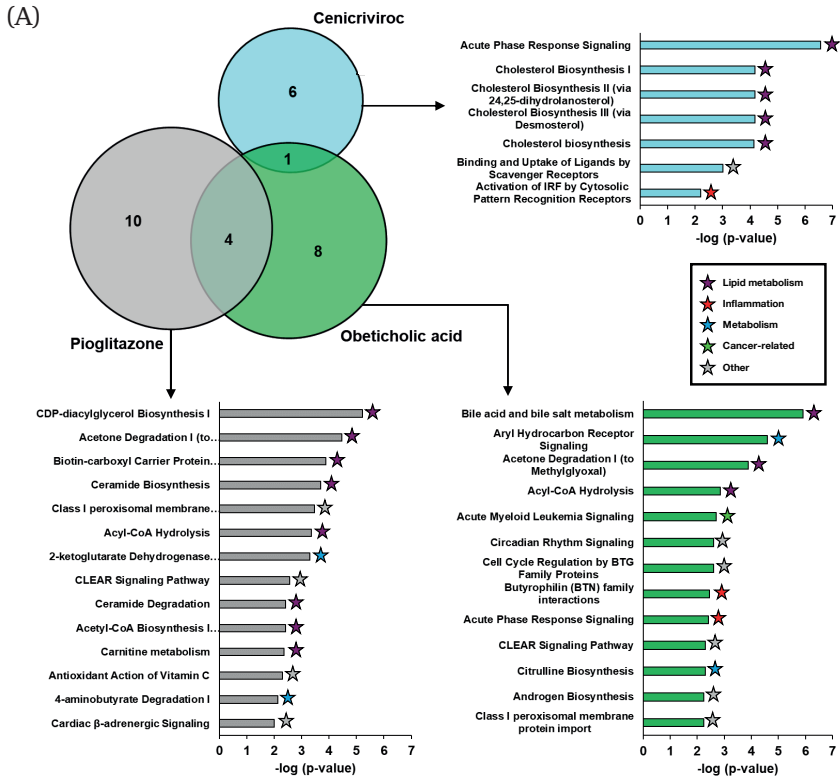 (A)
Cenicriviroc
6
1
10
4
8
Pioglitazone
Obeticholic acid
Acute Phase Response Signaling
Cholesterol Biosynthesis I
Cholesterol Biosynthesis II (via
24,25-dihydrolanosterol)
Cholesterol Biosynthesis III (via
Desmosterol)
Cholesterol biosynthesis
Binding and Uptake of Ligands by
Scavenger Receptors
Activation of IRF by Cytosolic
Pattern Recognition Receptors
0 1 2 3 4 5 6 7
-log (p-value)
Lipid metabolism
Inflammation
Metabolism
Cancer-related
Other
CDP-diacylglycerol Biosynthesis I
Acetone Degradation I (to...
Biotin-carboxyl Carrier Protein...
Ceramide Biosynthesis
Class I peroxisomal membrane...
Acyl-CoA Hydrolysis
2-ketoglutarate Dehydrogenase...
CLEAR Signaling Pathway
Ceramide Degradation
Acetyl-CoA Biosynthesis I...
Carnitine metabolism
Antioxidant Action of Vitamin C
4-aminobutyrate Degradation I
Cardiac β-adrenergic Signaling
0 1 2 3 4 5 6 7
-log (p-value)
Bile acid and bile salt metabolism
Aryl Hydrocarbon Receptor
Signaling
Acetone Degradation I (to
Methylglyoxal)
Acyl-CoA Hydrolysis
Acute Myeloid Leukemia Signaling
Circadian Rhythm Signaling
Cell Cycle Regulation by BTG
Family Proteins
Butyrophilin (BTN) family
interactions
Acute Phase Response Signaling
CLEAR Signaling Pathway
Citrulline Biosynthesis
Androgen Biosynthesis
Class I peroxisomal membrane
protein import
0 1 2 3 4 5 6 7
-log (p-value)